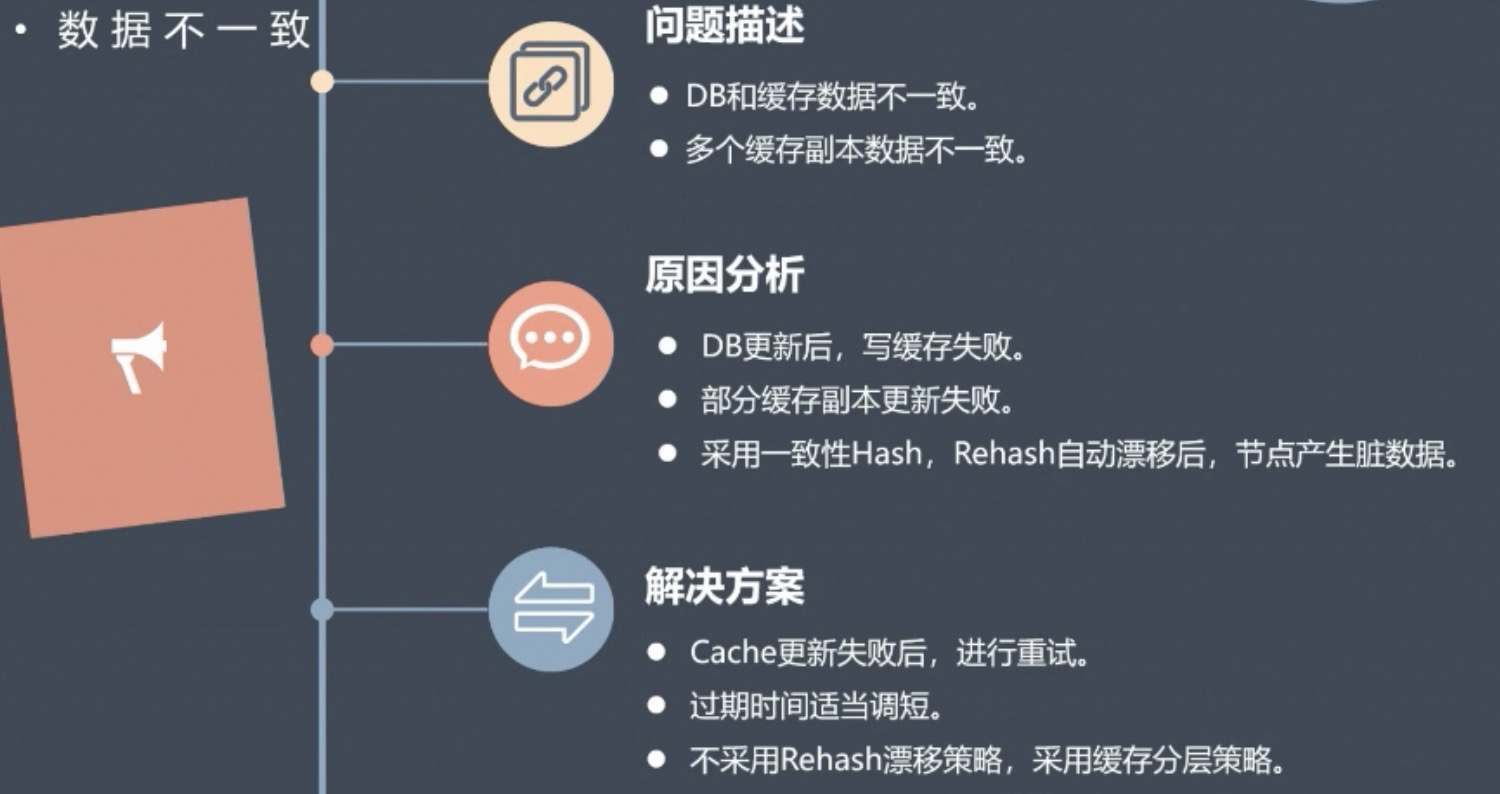 • 数据不一致
问题描述
● DB和缓存数据不一致。
● 多个缓存副本数据不一致。
原因分析
● DB更新后，写缓存失败。
● 部分缓存副本更新失败。
● 采用一致性Hash，Rehash自动漂移后，节点产生脏数据。
解决方案
● Cache更新失败后，进行重试。
● 过期时间适当调短。
● 不采用Rehash漂移策略，采用缓存分层策略。